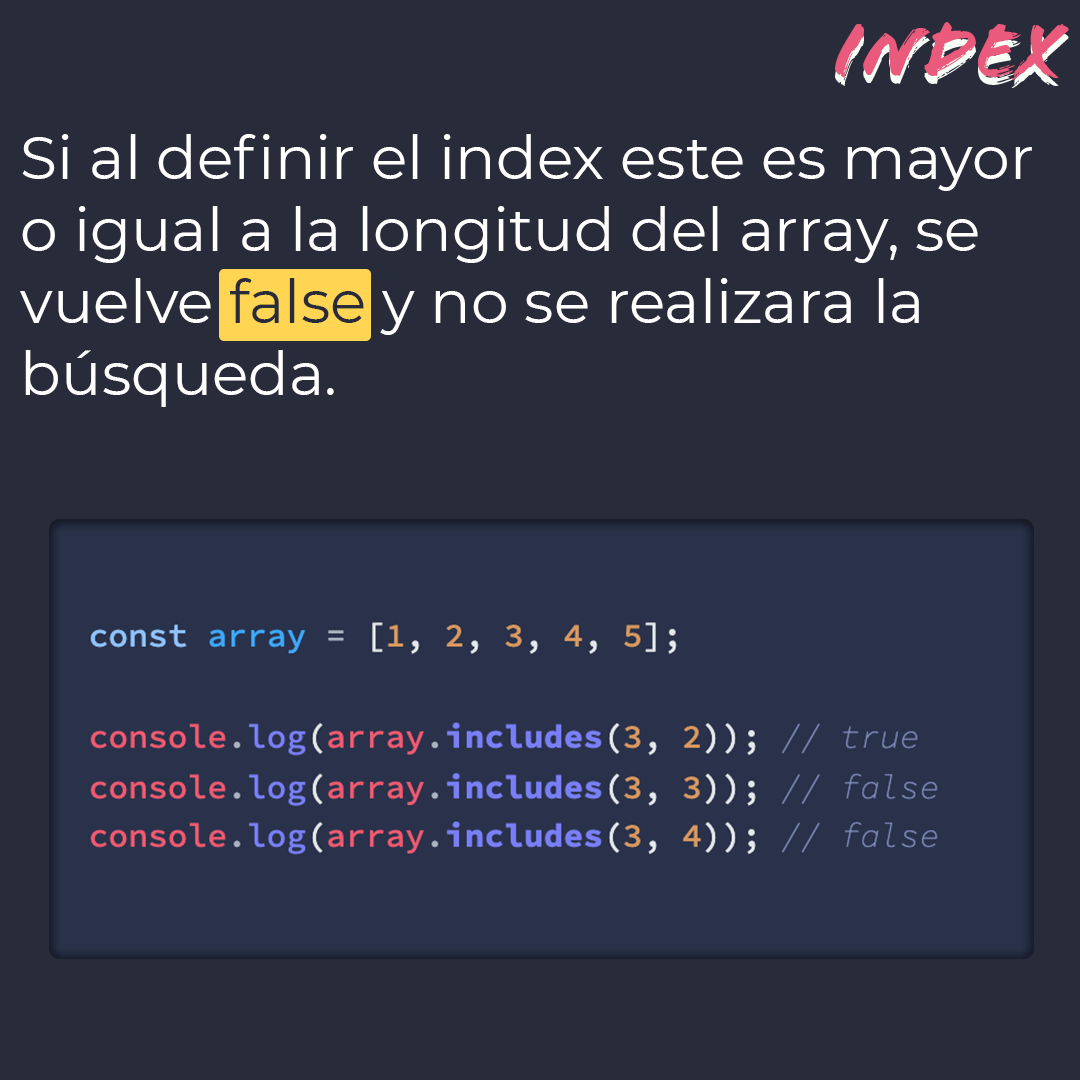 INDEX
Si al definir el index este es mayor
o igual a la longitud del array, se
vuelve false y no se realizara la
búsqueda.
const array = [1, 2, 3, 4, 5];
console.log(array.includes(3, 2)); // true
console.log(array.includes(3, 3)); // false
console.log(array.includes(3, 4)); // false